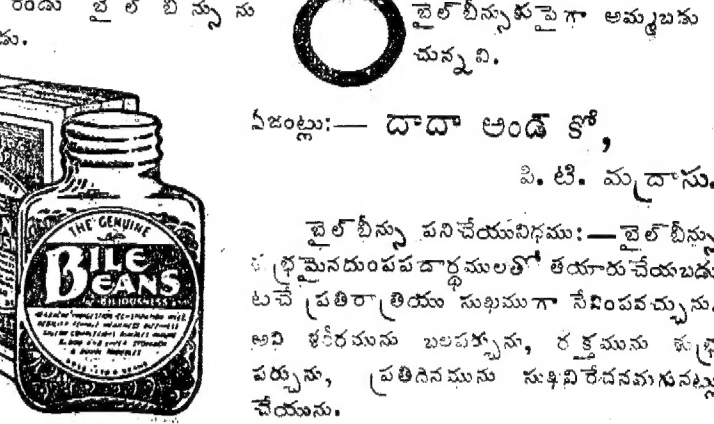 రెండు బైల్ బీన్సును
డు.
బైల్ బీన్సుకుపైగా అమ్మబడు
చున్నవి.
ఏజంట్లు:— దాదా అండ్ కో,
పి. టి. మద్రాసు.
THE GENUINE
BILE
BEANS
FOR BILIOUSNESS
బైల్ బీన్సు పనిచేయువిధము:—బైల్ బీన్సు
శుభ్రమైనదుంపపదార్థములతో తయారుచేయబడు
టచే ప్రతిరాత్రియు సుఖముగా సేవింపవచ్చును.
అవి శరీరమును బలపర్చును, రక్తమును శుభ్ర
పర్చును, ప్రతిదినమును సుఖవిరేచనమగునట్లు
చేయును.